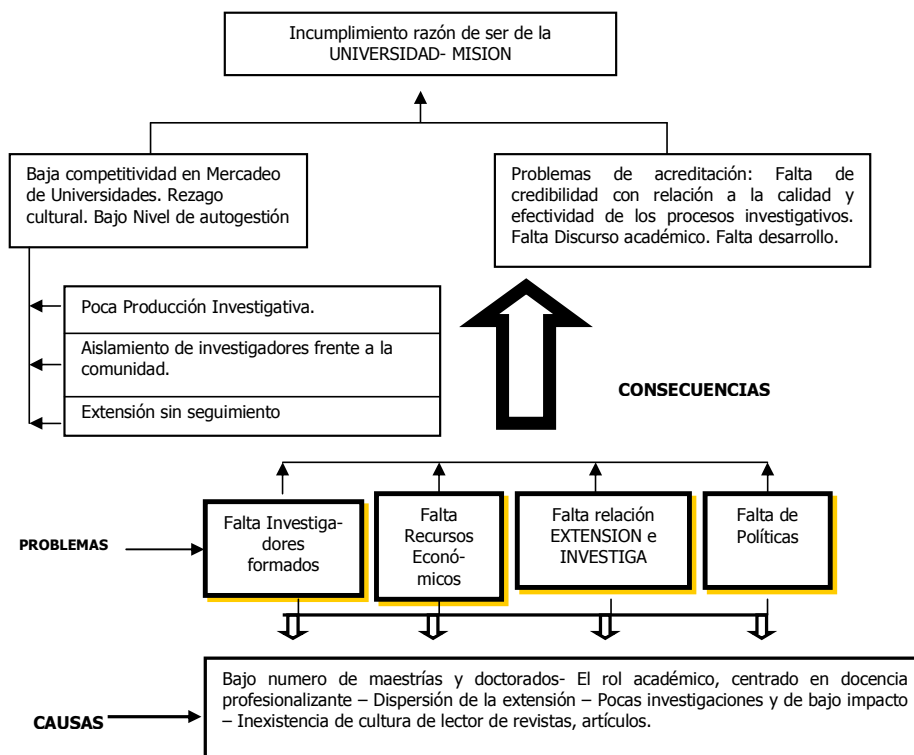 Incumplimiento razón de ser de la
UNIVERSIDAD- MISION
Baja competitividad en Mercadeo
de Universidades. Rezago
cultural. Bajo Nivel de autogestión
Problemas de acreditación: Falta de
credibilidad con relación a la calidad y
efectividad de los procesos investigativos.
Falta Discurso académico. Falta desarrollo.
Poca Producción Investigativa.
Aislamiento de investigadores frente a la
comunidad.
Extensión sin seguimiento
CONSECUENCIAS
PROBLEMAS
Falta Investiga-
dores
formados
Falta
Recursos
Econó-
micos
Falta relación
EXTENSION e
INVESTIGA
Falta de
Políticas
CAUSAS
Bajo numero de maestrías y doctorados- El rol académico, centrado en docencia
profesionalizante – Dispersión de la extensión – Pocas investigaciones y de bajo impacto
– Inexistencia de cultura de lector de revistas, artículos.